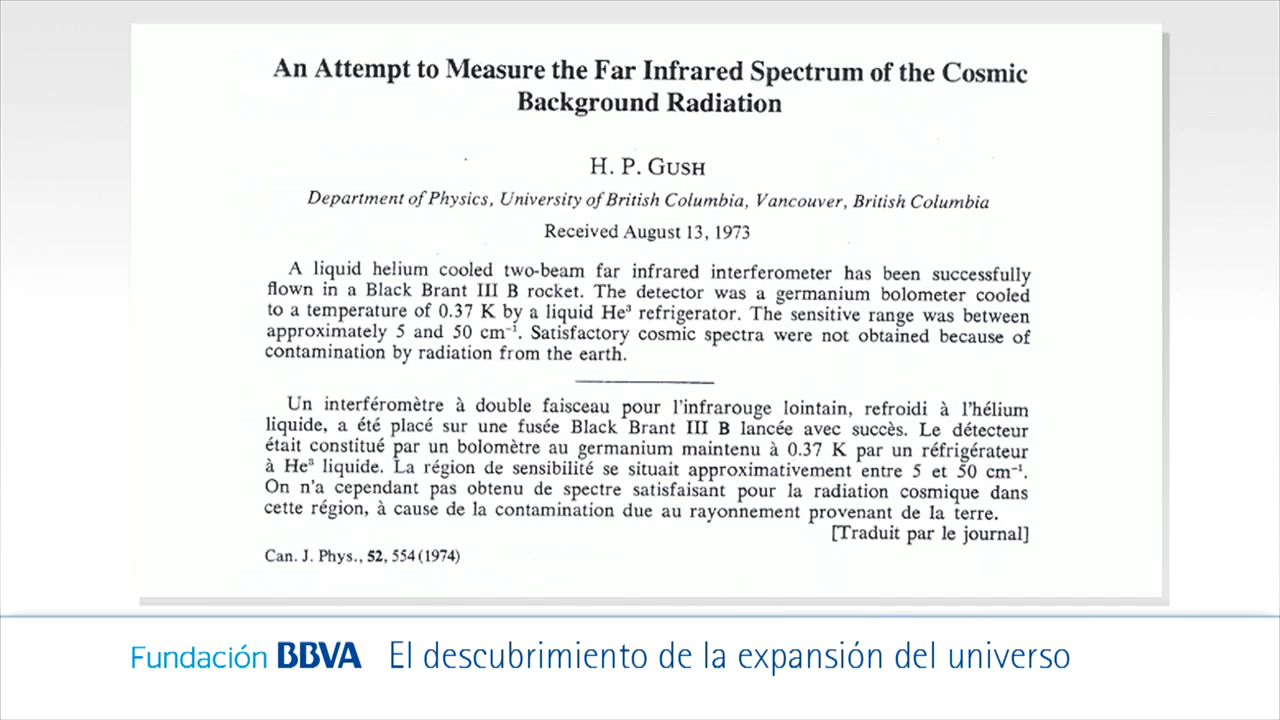 An Attempt to Measure the Far Infrared Spectrum of the Cosmic
Background Radiation
H. P. GUSH
Department of Physics, University of British Columbia, Vancouver, British Columbia
Received August 13, 1973
A liquid helium cooled two-beam far infrared interferometer has been successfully
flown in a Black Brant III B rocket. The detector was a germanium bolometer cooled
to a temperature of 0.37 K by a liquid He³ refrigerator. The sensitive range was between
approximately 5 and 50 cm⁻¹. Satisfactory cosmic spectra were not obtained because of
contamination by radiation from the earth.
Un interféromètre à double faisceau pour l'infrarouge lointain, refroidi à l'hélium
liquide, a été placé sur une fusée Black Brant III B lancée avec succès. Le détecteur
était constitué par un bolomètre au germanium maintenu à 0.37 K par un réfrigérateur
à He³ liquide. La région de sensibilité se situait approximativement entre 5 et 50 cm⁻¹.
On n'a cependant pas obtenu de spectre satisfaisant pour la radiation cosmique dans
cette région, à cause de la contamination due au rayonnement provenant de la terre.
[Traduit par le journal]
Can. J. Phys., 52, 554 (1974)
Fundación BBVA El descubrimiento de la expansión del universo